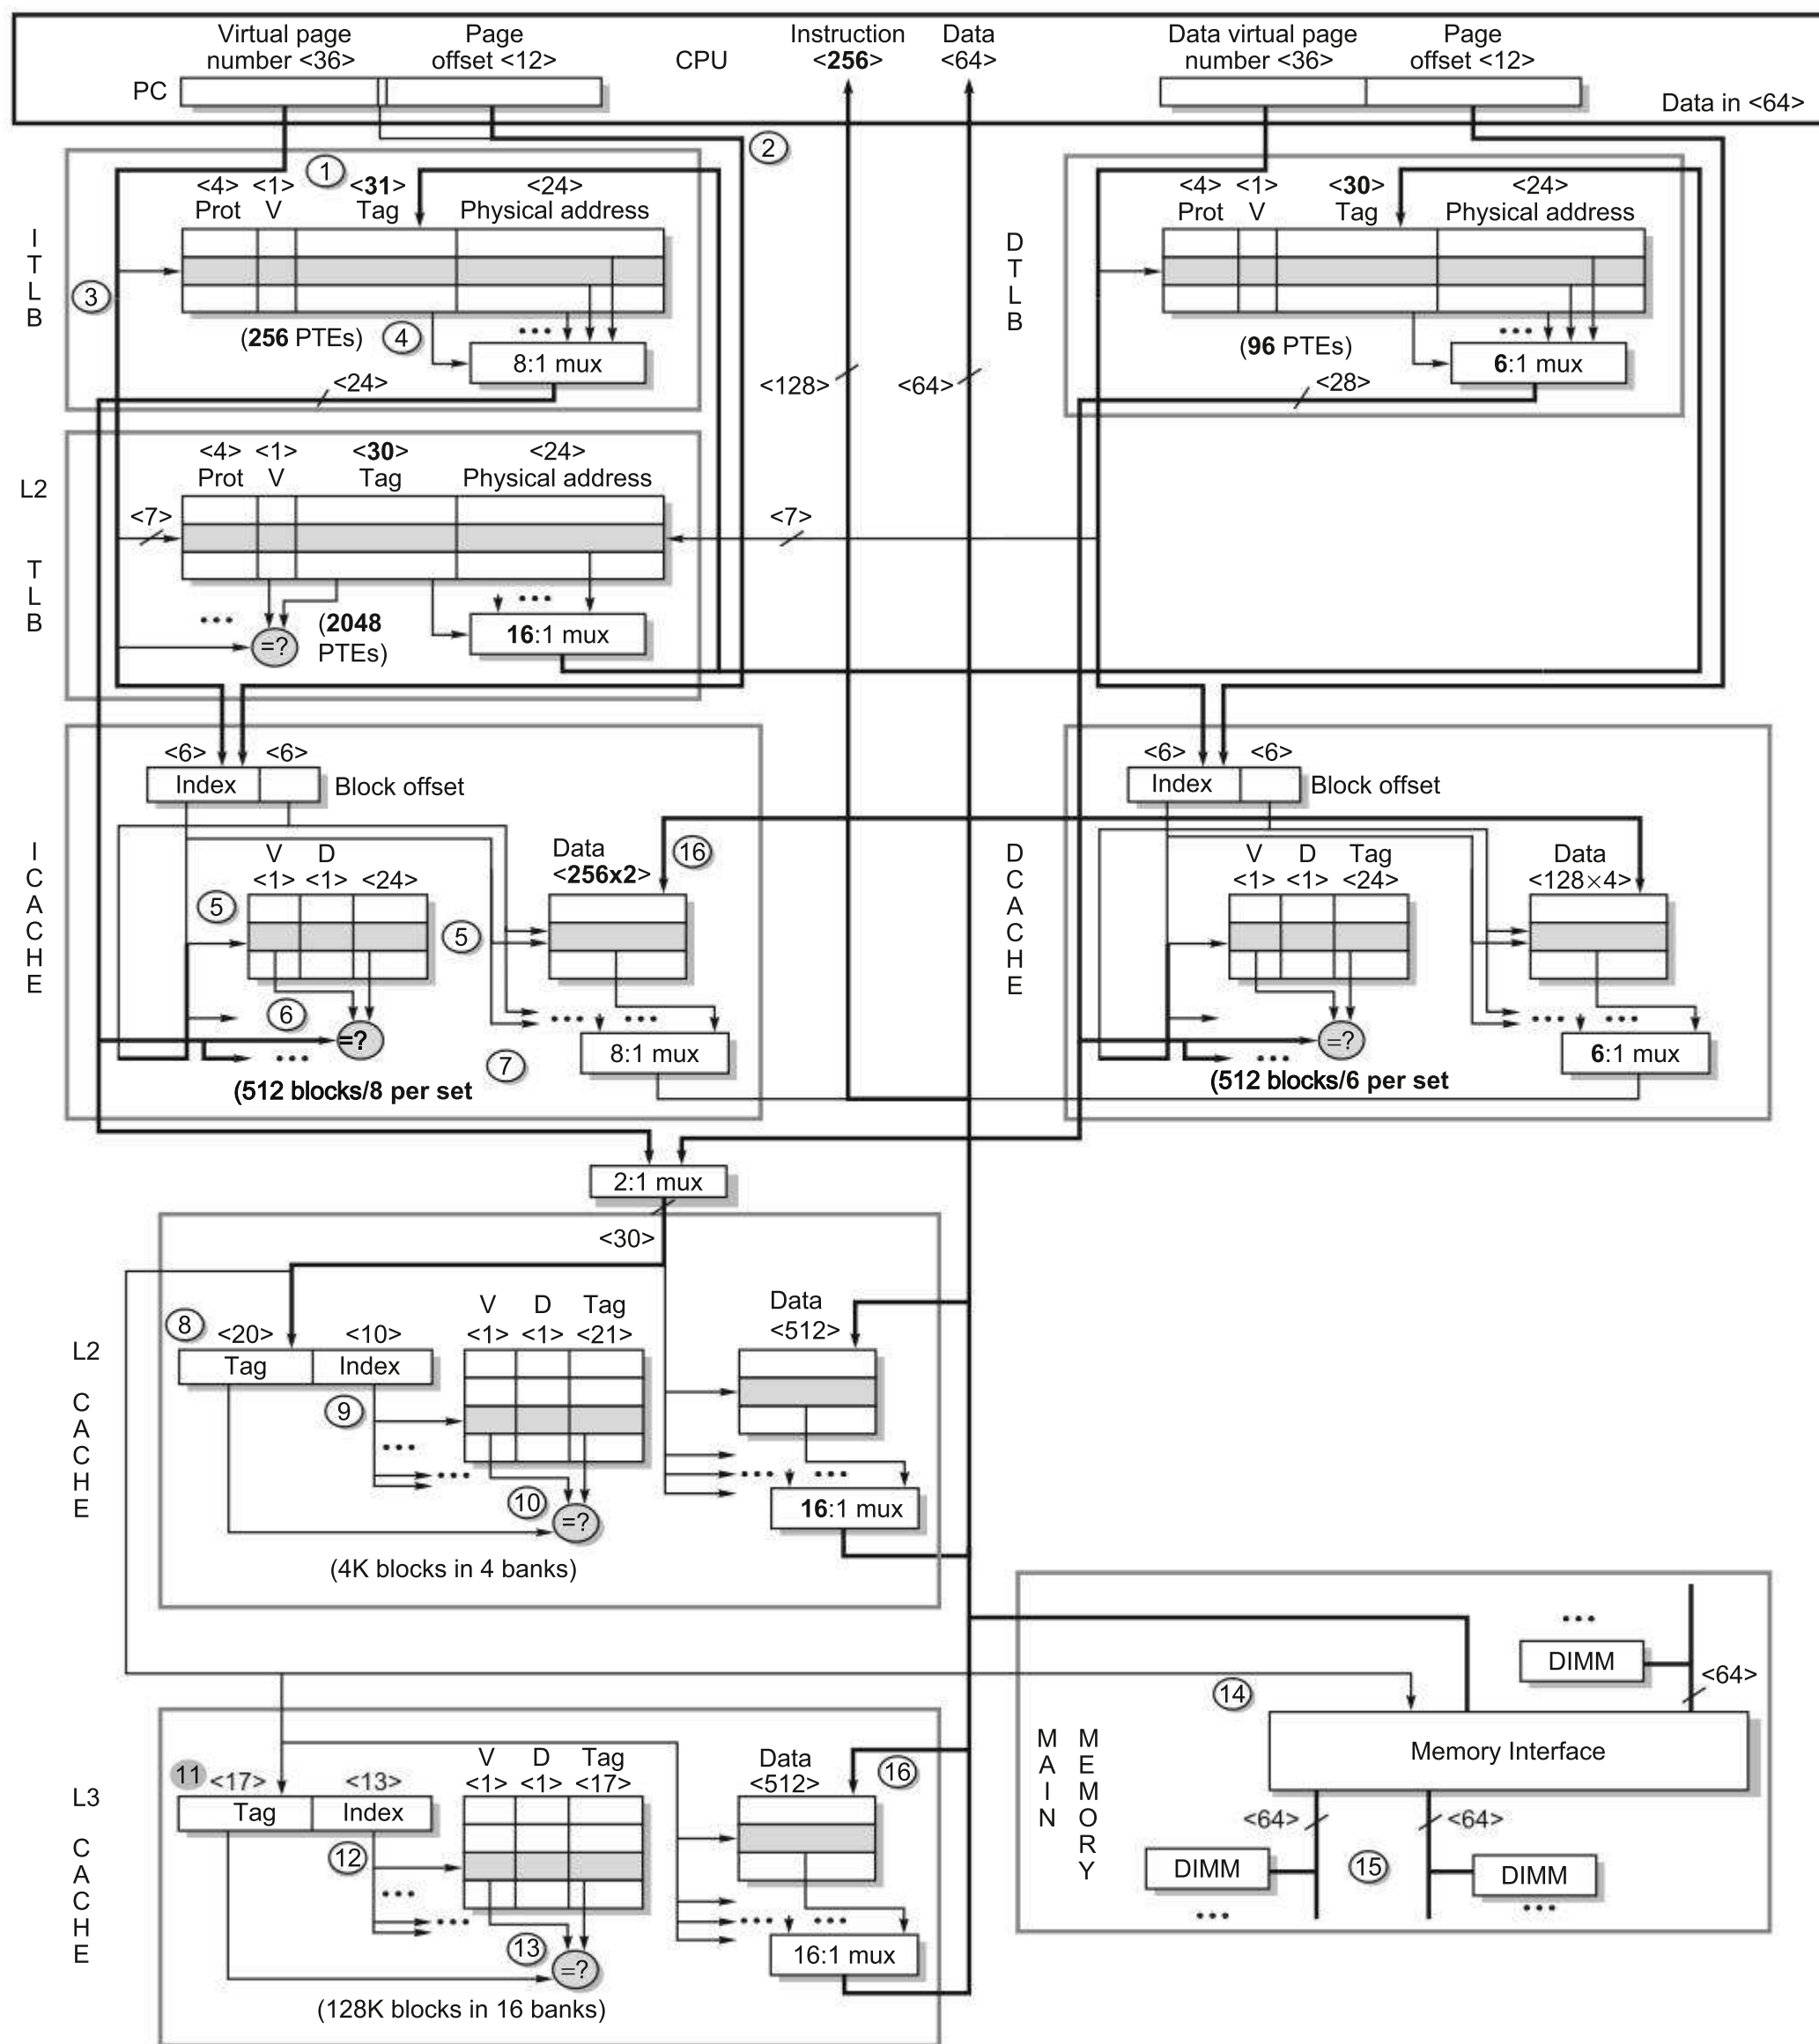 Virtual page
number <36>
Page
offset <12>
CPU
Instruction
<256>
Data
<64>
Data virtual page
number <36>
Page
offset <12>
PC
Data in <64>
2
1
<4> <1> <31> <24>
Prot V Tag Physical address
I
T
L
B
3
(256 PTEs)
4
•••
8:1 mux
<24>
<128>
<64>
<4> <1> <30> <24>
Prot V Tag Physical address
D
T
L
B
(96 PTEs)
•••
6:1 mux
<28>
<4> <1> <30> <24>
Prot V Tag Physical address
L2
T
L
B
<7>
<7>
•••
=?
(2048
PTEs)
•••
16:1 mux
<6> <6>
Index
Block offset
I
C
A
C
H
E
V D
<1> <1> <24>
Data
<256x2>
16
5
5
6
=?
•••
7
•••• •••
8:1 mux
(512 blocks/8 per set
<6> <6>
Index
Block offset
D
C
A
C
H
E
V D Tag
<1> <1> <24>
Data
<128×4>
=?
•••
•••• •••
6:1 mux
(512 blocks/6 per set
2:1 mux
<30>
L2
C
A
C
H
E
8
<20> <10>
Tag Index
V D Tag
<1> <1> <21>
Data
<512>
9
•••
••••
10
=?
•••• •••
16:1 mux
(4K blocks in 4 banks)
L3
C
A
C
H
E
11
<17> <13>
Tag Index
V D Tag
<1> <1> <17>
Data
<512>
16
12
•••
••••
13
=?
•••• •••
16:1 mux
(128K blocks in 16 banks)
M
A
I
N
M
E
M
O
R
Y
•••
DIMM
<64>
14
Memory Interface
<64>
<64>
DIMM
15
DIMM
•••
•••